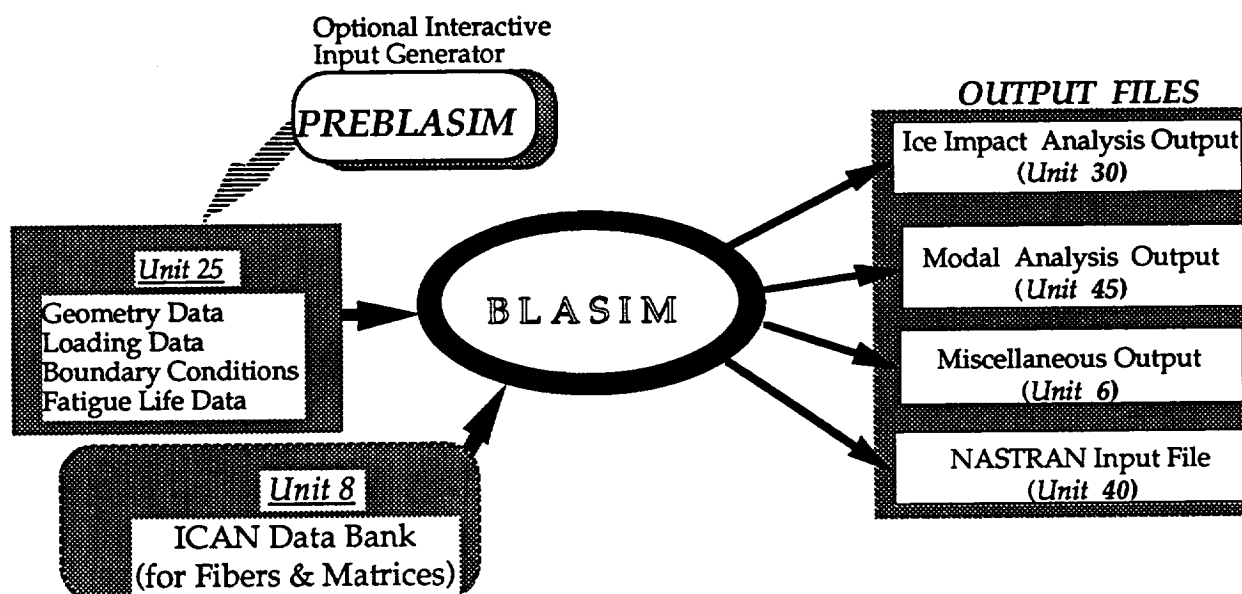 Optional Interactive
Input Generator
PREBLASIM
Unit 25
Geometry Data
Loading Data
Boundary Conditions
Fatigue Life Data
Unit 8
ICAN Data Bank
(for Fibers & Matrices)
BLASIM
OUTPUT FILES
Ice Impact Analysis Output
(Unit 30)
Modal Analysis Output
(Unit 45)
Miscellaneous Output
(Unit 6)
NASTRAN Input File
(Unit 40)